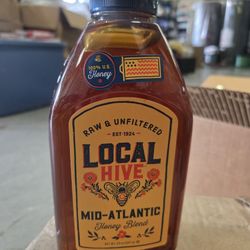 100% U.S.
Honey
RAW & UNFILTERED
EST·1924
LOCAL
HIVE
MID-ATLANTIC
Honey Blend